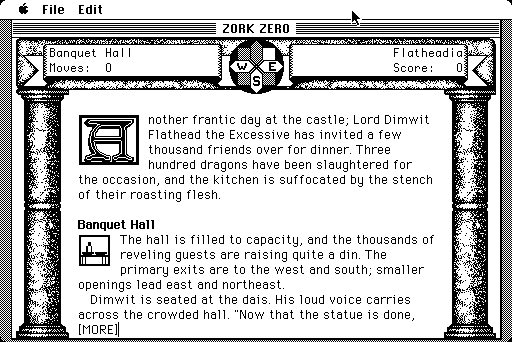 File Edit
ZORK ZERO
Banquet Hall
Moves: 0
W E
S
Flatheadia
Score: 0
Another frantic day at the castle; Lord Dimwit
Flathead the Excessive has invited a few
thousand friends over for dinner. Three
hundred dragons have been slaughtered for
the occasion, and the kitchen is suffocated by the stench
of their roasting flesh.
Banquet Hall
The hall is filled to capacity, and the thousands of
reveling guests are raising quite a din. The
primary exits are to the west and south; smaller
openings lead east and northeast.
Dimwit is seated at the dais. His loud voice carries
across the crowded hall. "Now that the statue is done,
[MORE]